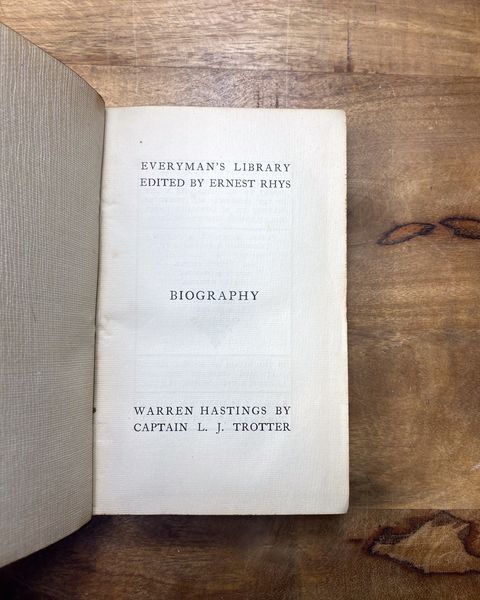 EVERYMAN'S LIBRARY
EDITED BY ERNEST RHYS
BIOGRAPHY
WARREN HASTINGS BY
CAPTAIN L. J. TROTTER